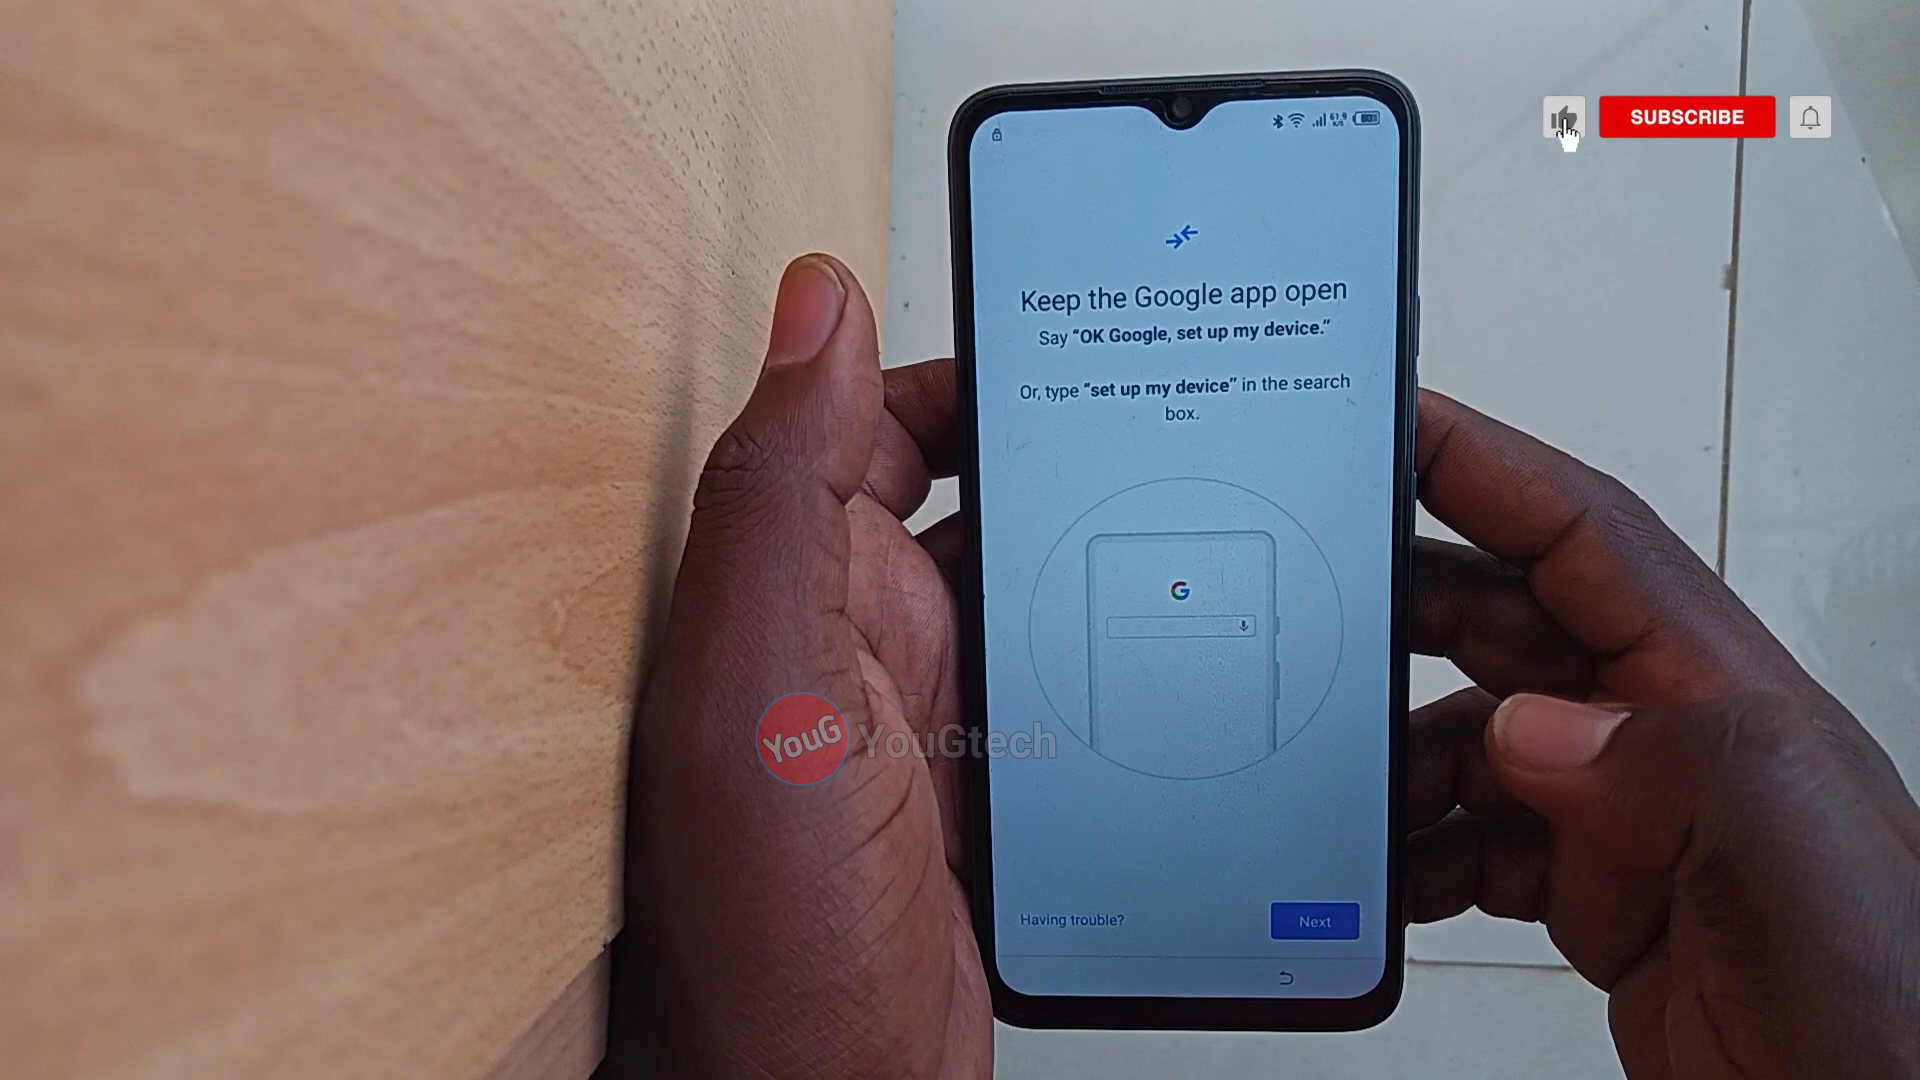 SUBSCRIBE
Keep the Google app open
Say “OK Google, set up my device.”
Or, type “set up my device” in the search
box.
G
YouG YouGtech
Having trouble?
Next